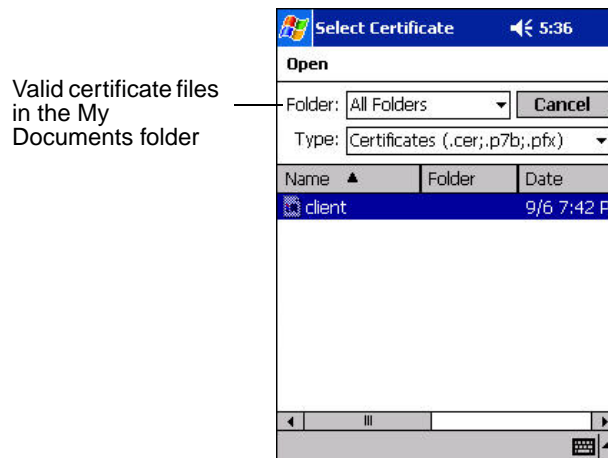 Select Certificate 5:36
Open
Valid certificate files
in the My
Documents folder
Folder: All Folders Cancel
Type: Certificates (.cer;.p7b;.pfx)
Name Folder Date
client 9/6 7:42 P